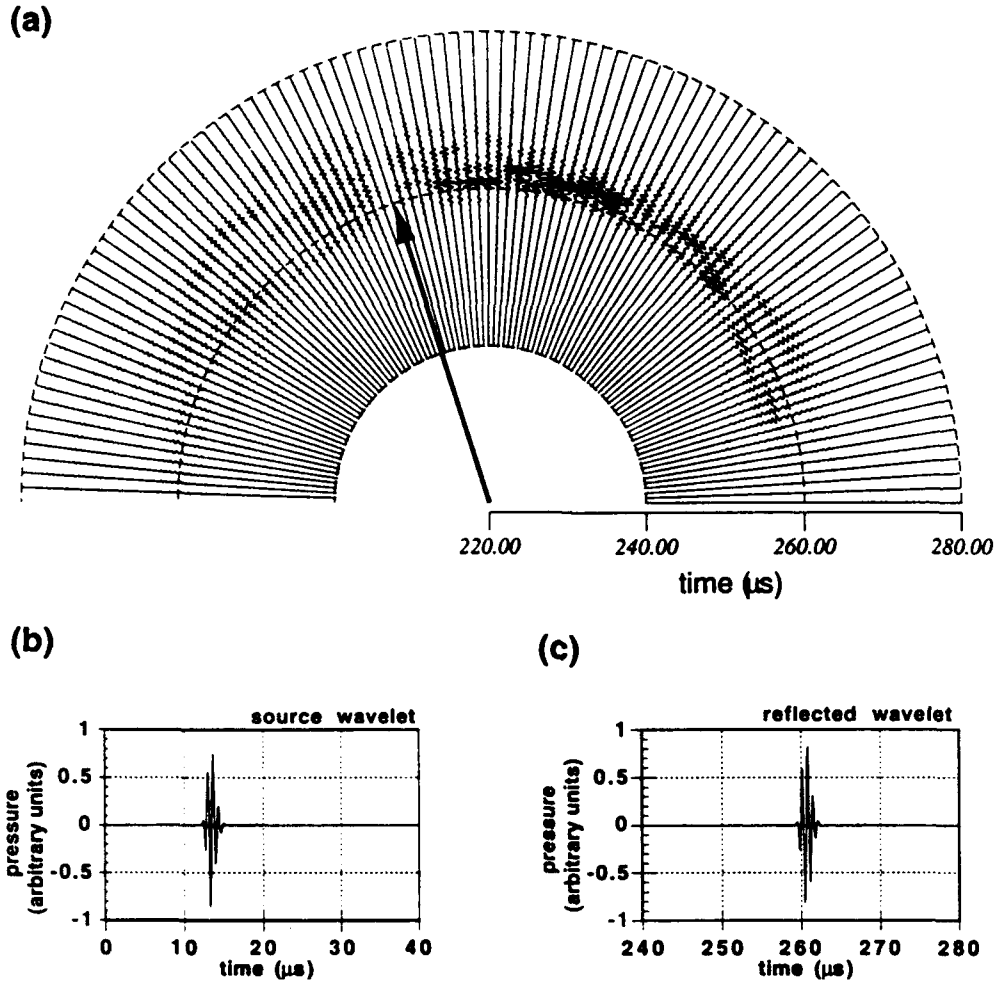 (a)
220.00 240.00 260.00 280.00
time (µs)
(b)
(c)
source wavelet
reflected wavelet
pressure
(arbitrary units)
1
0.5
0
-0.5
-1
0 10 20 30 40
time (µs)
pressure
(arbitrary units)
1
0.5
0
-0.5
-1
240 250 260 270 280
time (µs)